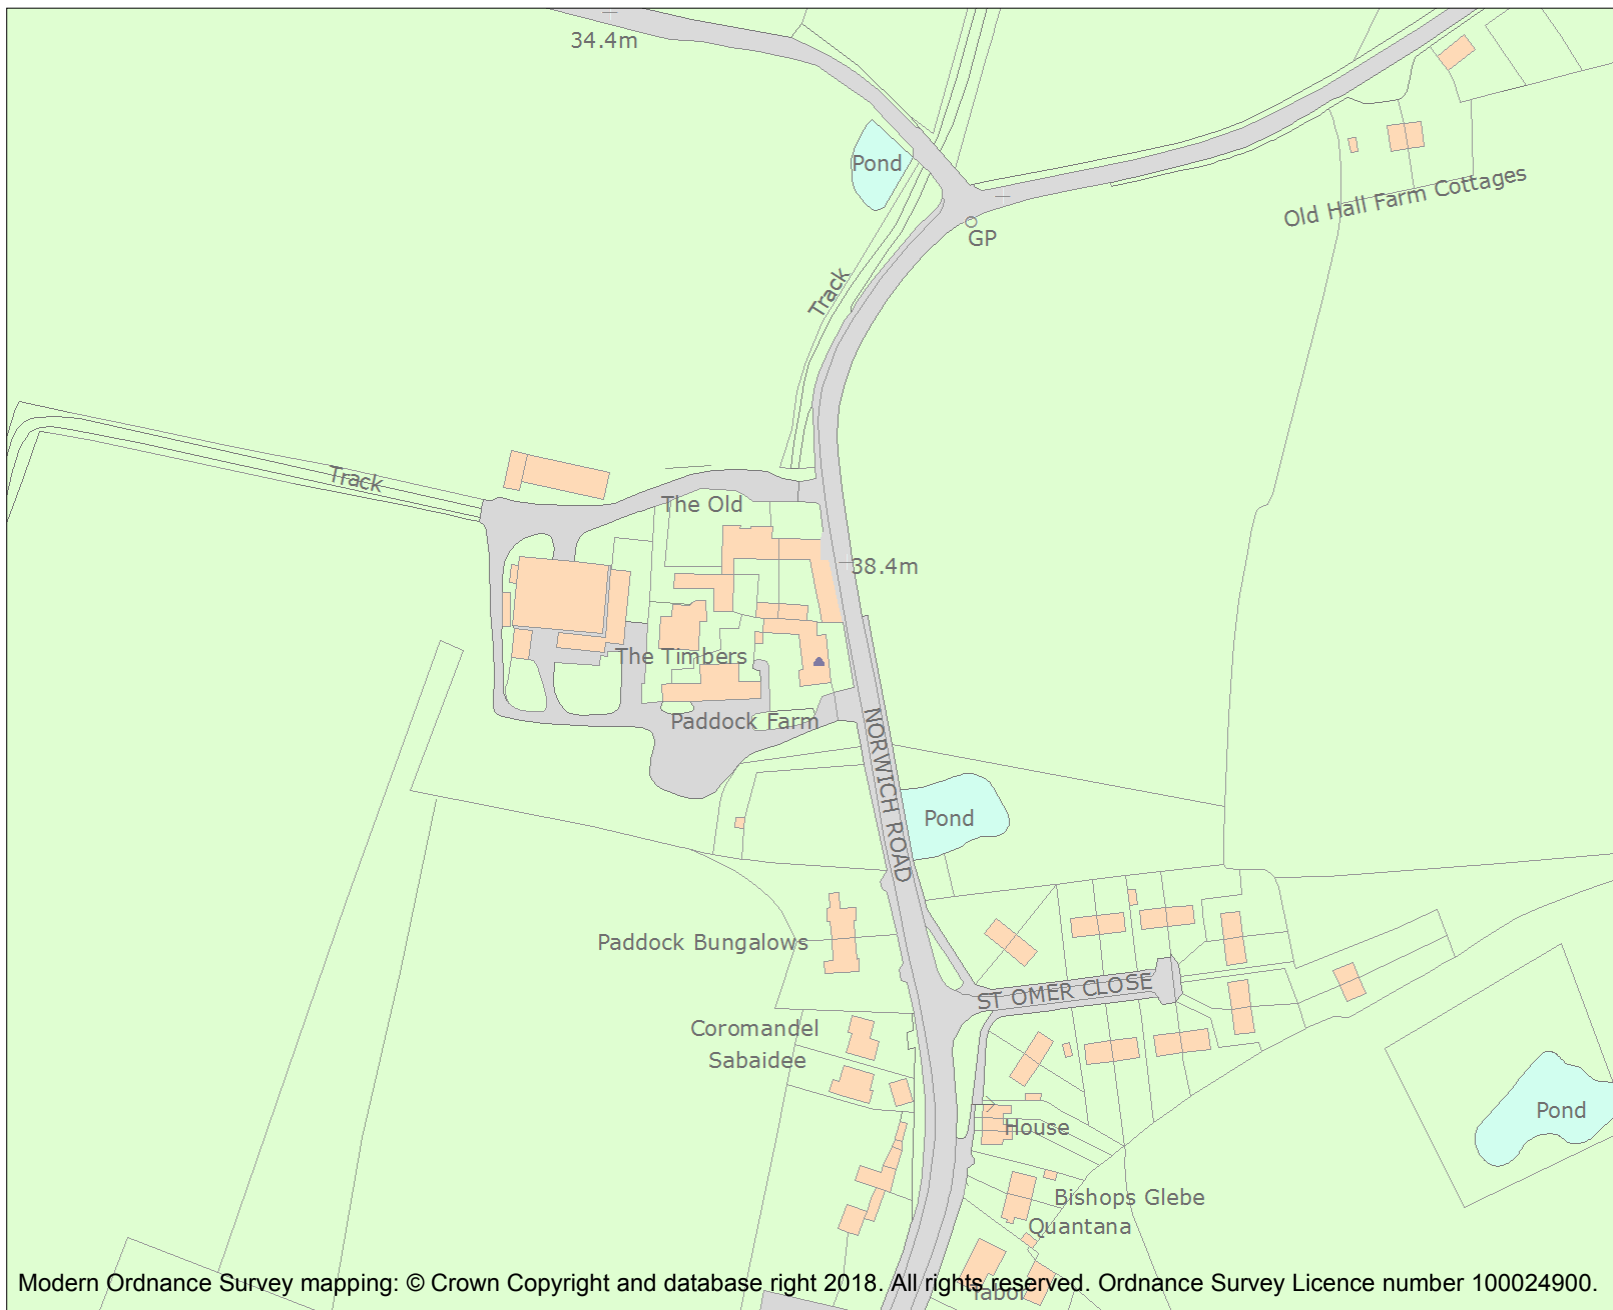 34.4m
Pond
Old Hall Farm Cottages
GP
Track
Track
The Old
38.4m
The Timbers
Paddock Farm
NORWICH ROAD
Pond
Paddock Bungalows
ST OMER CLOSE
Coromandel
Sabaidee
Pond
House
Bishops Glebe
Quantana
Tabor
Modern Ordnance Survey mapping: © Crown Copyright and database right 2018. All rights reserved. Ordnance Survey Licence number 100024900.